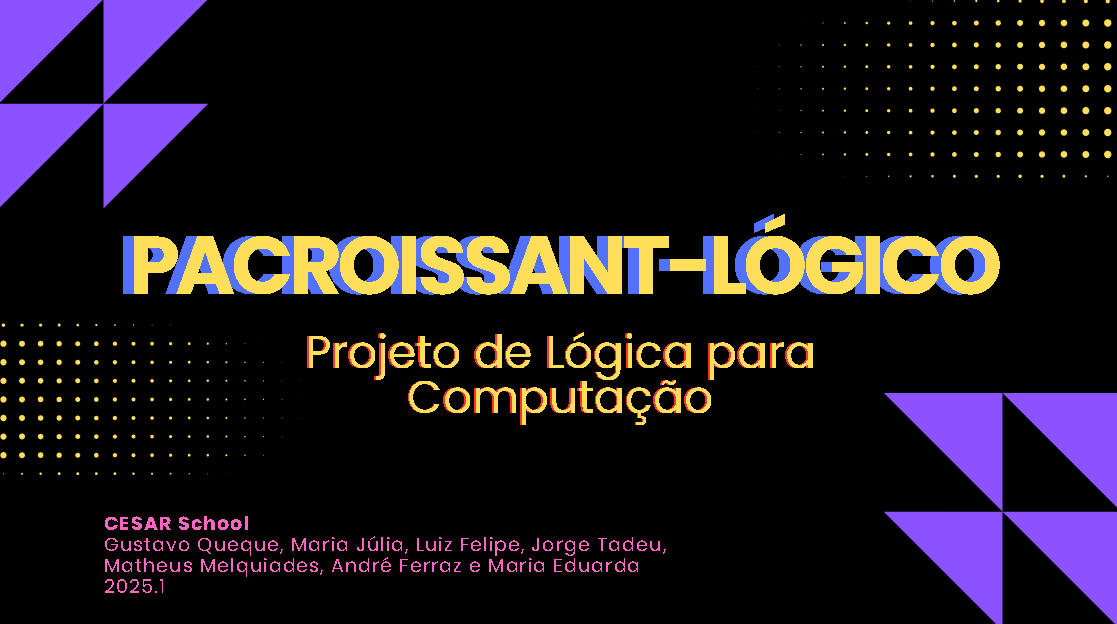 PACROISSANT-LÓGICO
Projeto de Lógica para
Computação
CESAR School
Gustavo Queque, Maria Júlia, Luiz Felipe, Jorge Tadeu,
Matheus Melquiades, André Ferraz e Maria Eduarda
2025.1